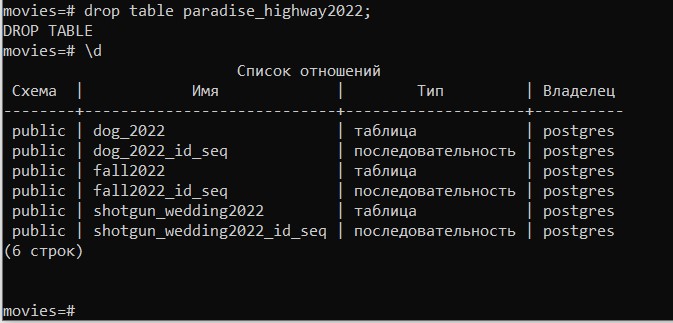 movies=# drop table paradise_highway2022;
DROP TABLE
movies=# \d
                          Список отношений
 Схема  |            Имя             |        Тип         | Владелец
--------+----------------------------+--------------------+----------
 public | dog_2022                   | таблица            | postgres
 public | dog_2022_id_seq            | последовательность | postgres
 public | fall2022                   | таблица            | postgres
 public | fall2022_id_seq            | последовательность | postgres
 public | shotgun_wedding2022        | таблица            | postgres
 public | shotgun_wedding2022_id_seq | последовательность | postgres
(6 строк)
movies=#